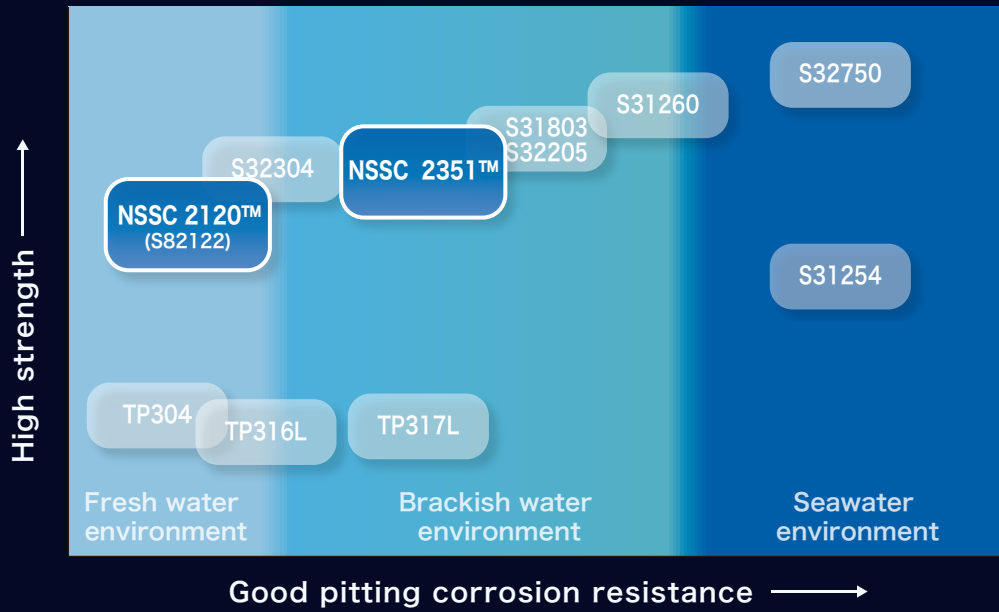 High strength
S32750
S31260
S31803
S32205
S32304
NSSC 2351™
NSSC 2120™
(S82122)
S31254
TP304
TP316L
TP317L
Fresh water
environment
Brackish water
environment
Seawater
environment
Good pitting corrosion resistance